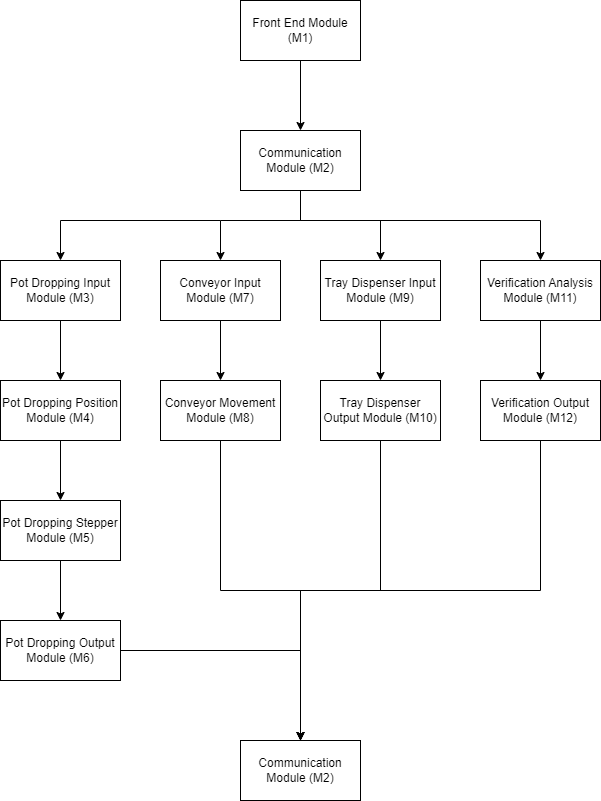 Front End Module
(M1)
Communication
Module (M2)
Pot Dropping Input
Module (M3)
Conveyor Input
Module (M7)
Tray Dispenser Input
Module (M9)
Verification Analysis
Module (M11)
Pot Dropping Position
Module (M4)
Conveyor Movement
Module (M8)
Tray Dispenser
Output Module (M10)
Verification Output
Module (M12)
Pot Dropping Stepper
Module (M5)
Pot Dropping Output
Module (M6)
Communication
Module (M2)